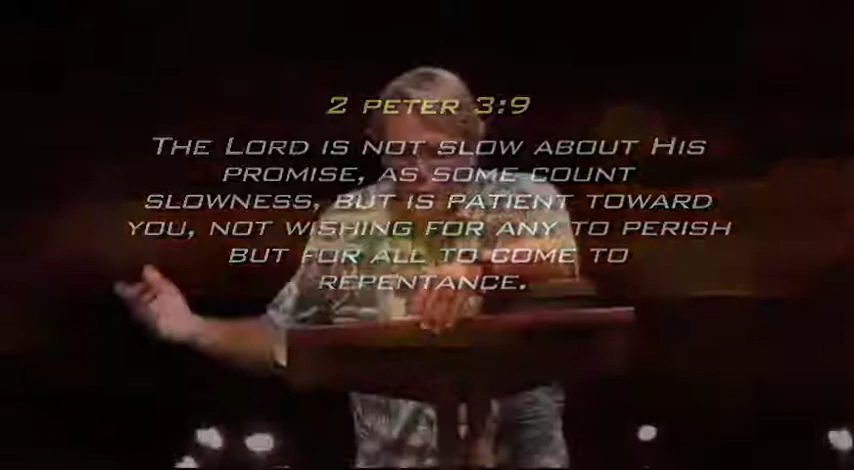 2 PETER 3:9
THE LORD IS NOT SLOW ABOUT HIS
PROMISE, AS SOME COUNT
SLOWNESS, BUT IS PATIENT TOWARD
YOU, NOT WISHING FOR ANY TO PERISH
BUT FOR ALL TO COME TO
REPENTANCE.